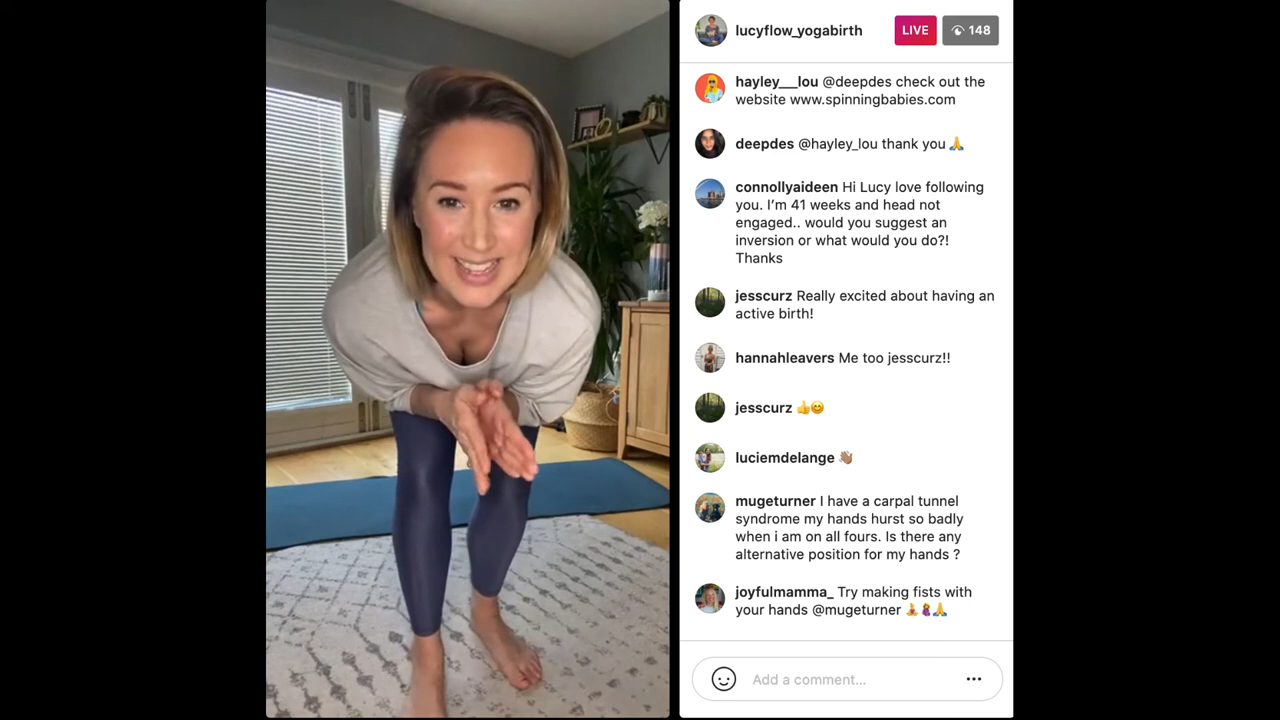 lucyflow_yogabirth LIVE 148
hayley___lou @deepdes check out the
website www.spinningbabies.com
deepdes @hayley_lou thank you 🙏
connollyaideen Hi Lucy love following
you. I'm 41 weeks and head not
engaged.. would you suggest an
inversion or what would you do?!
Thanks
jesscurz Really excited about having an
active birth!
hannahleavers Me too jesscurz!!
jesscurz 👍😊
luciemdelange 👋🏽
mugeturner I have a carpal tunnel
syndrome my hands hurst so badly
when i am on all fours. Is there any
alternative position for my hands ?
joyfulmamma_ Try making fists with
your hands @mugeturner 🧘🤰🙏
Add a comment...